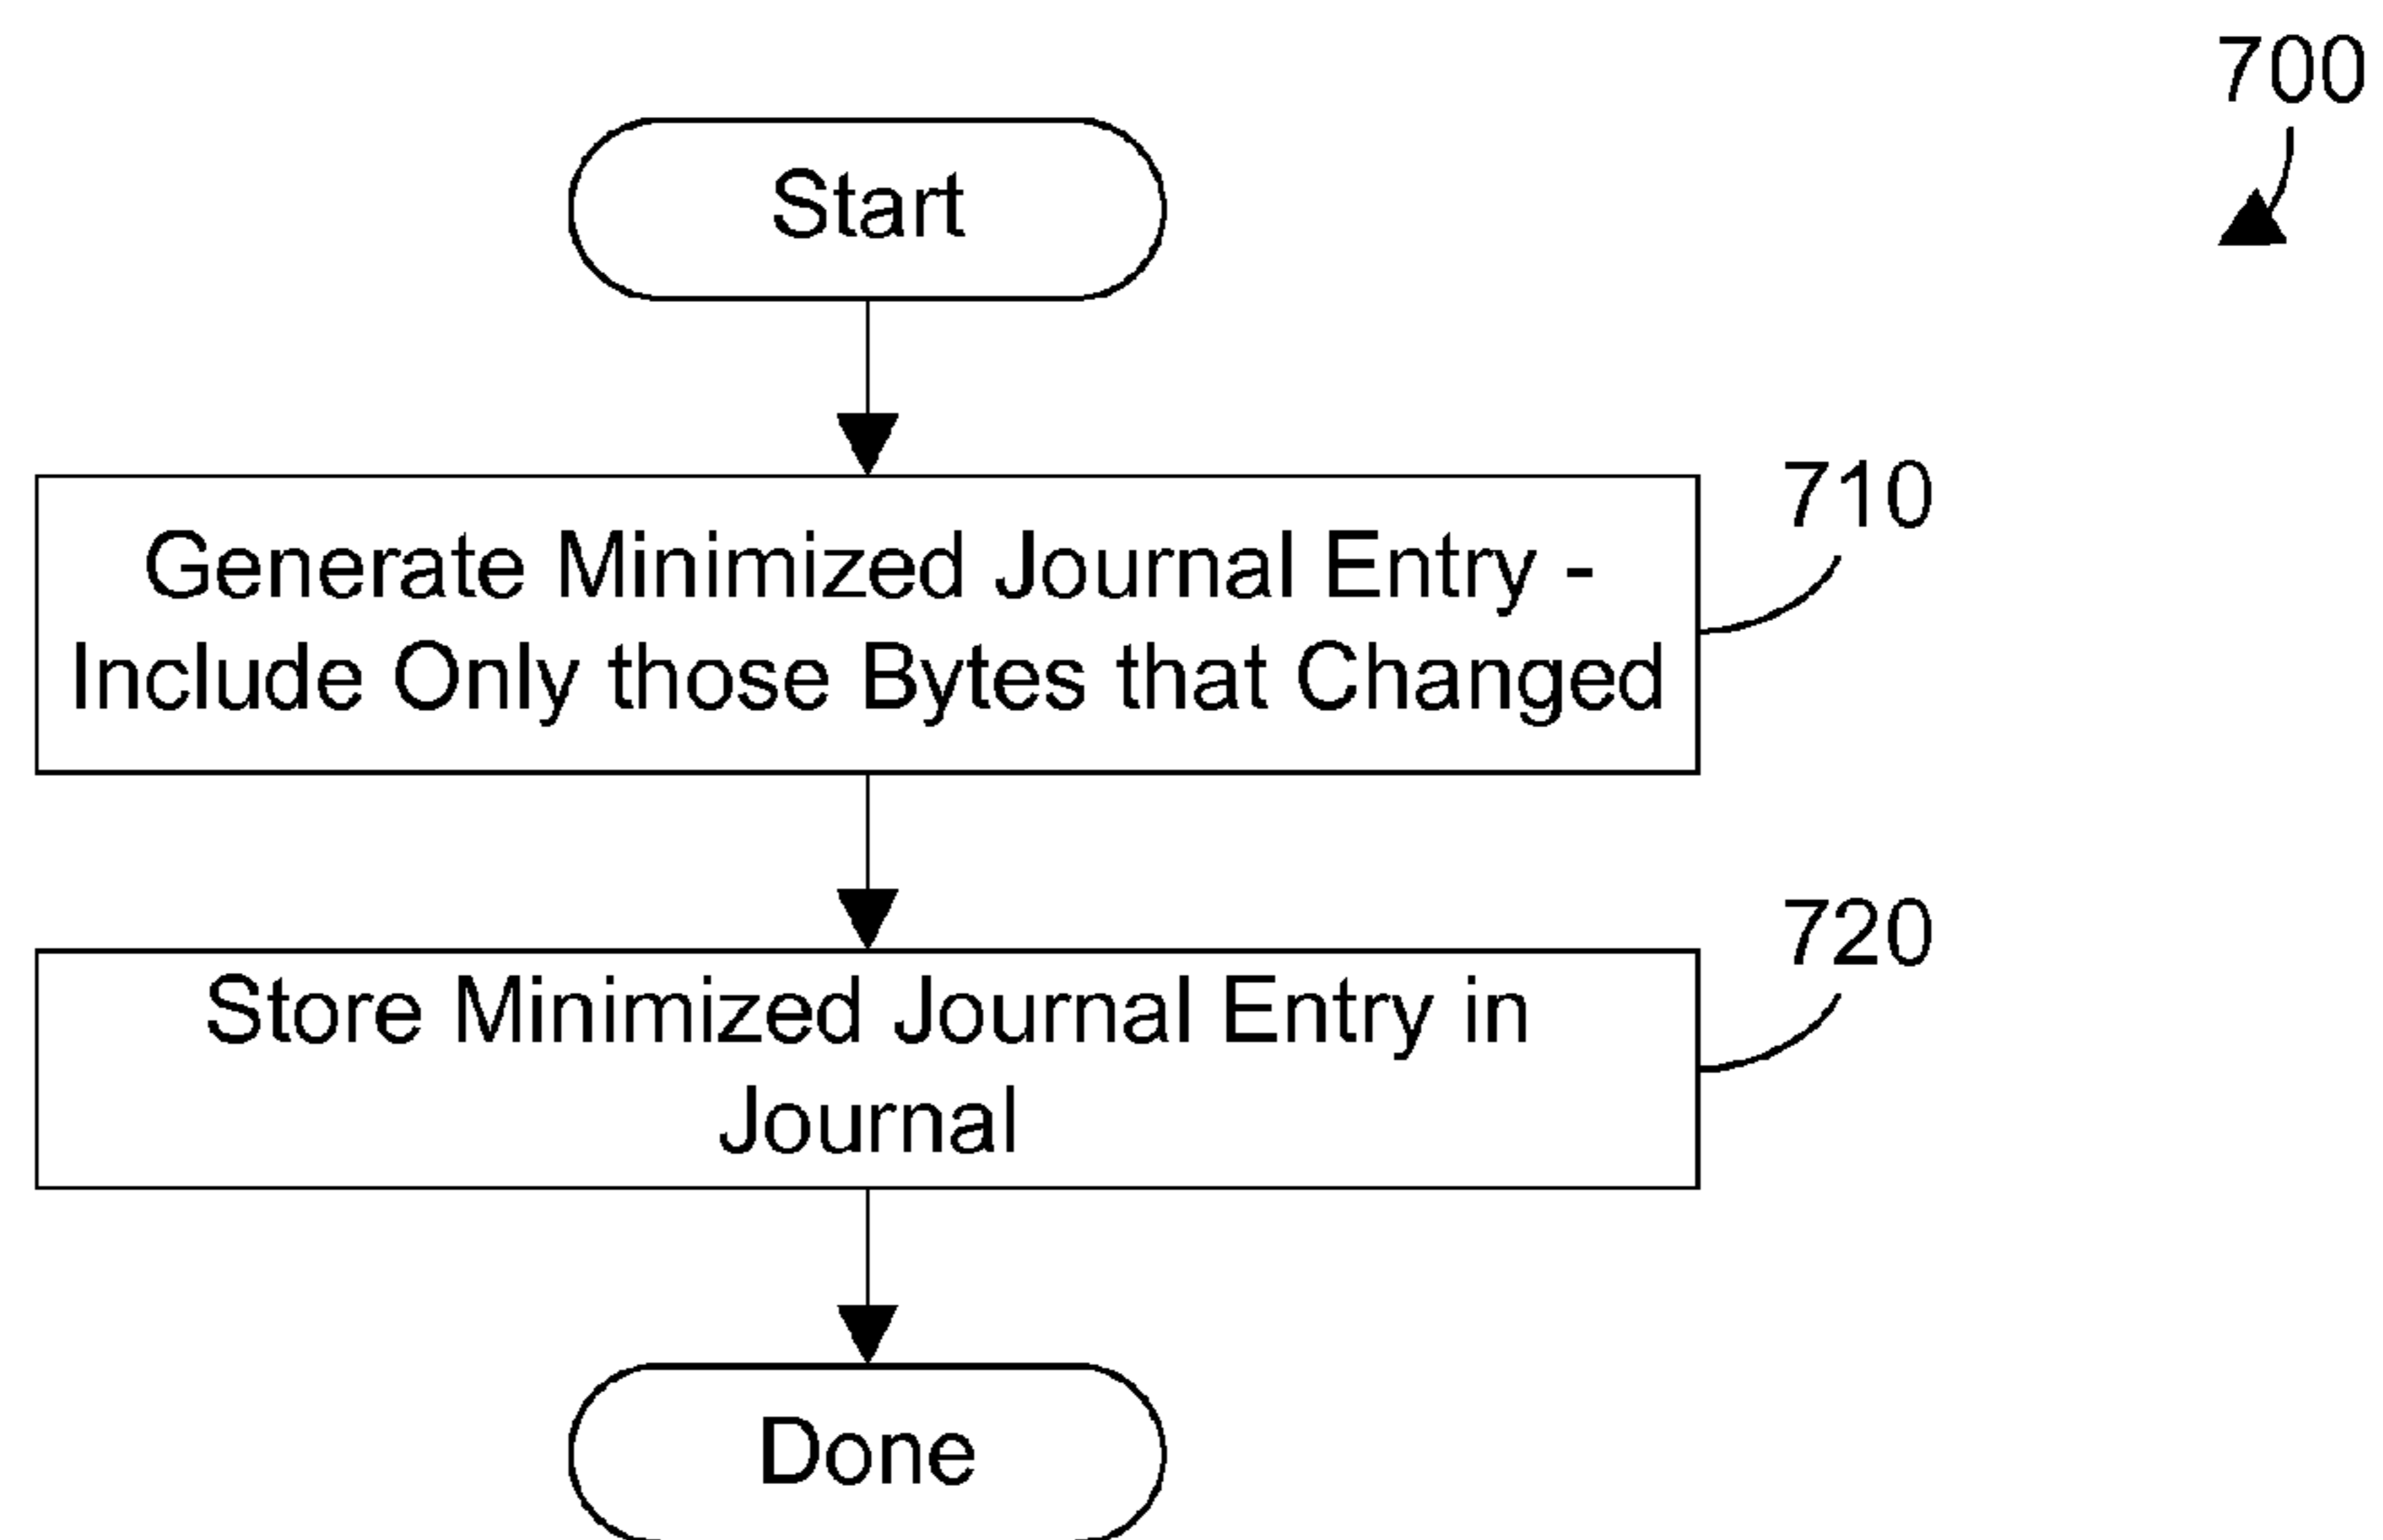 700
Start
710
Generate Minimized Journal Entry -
Include Only those Bytes that Changed
720
Store Minimized Journal Entry in
Journal
Done